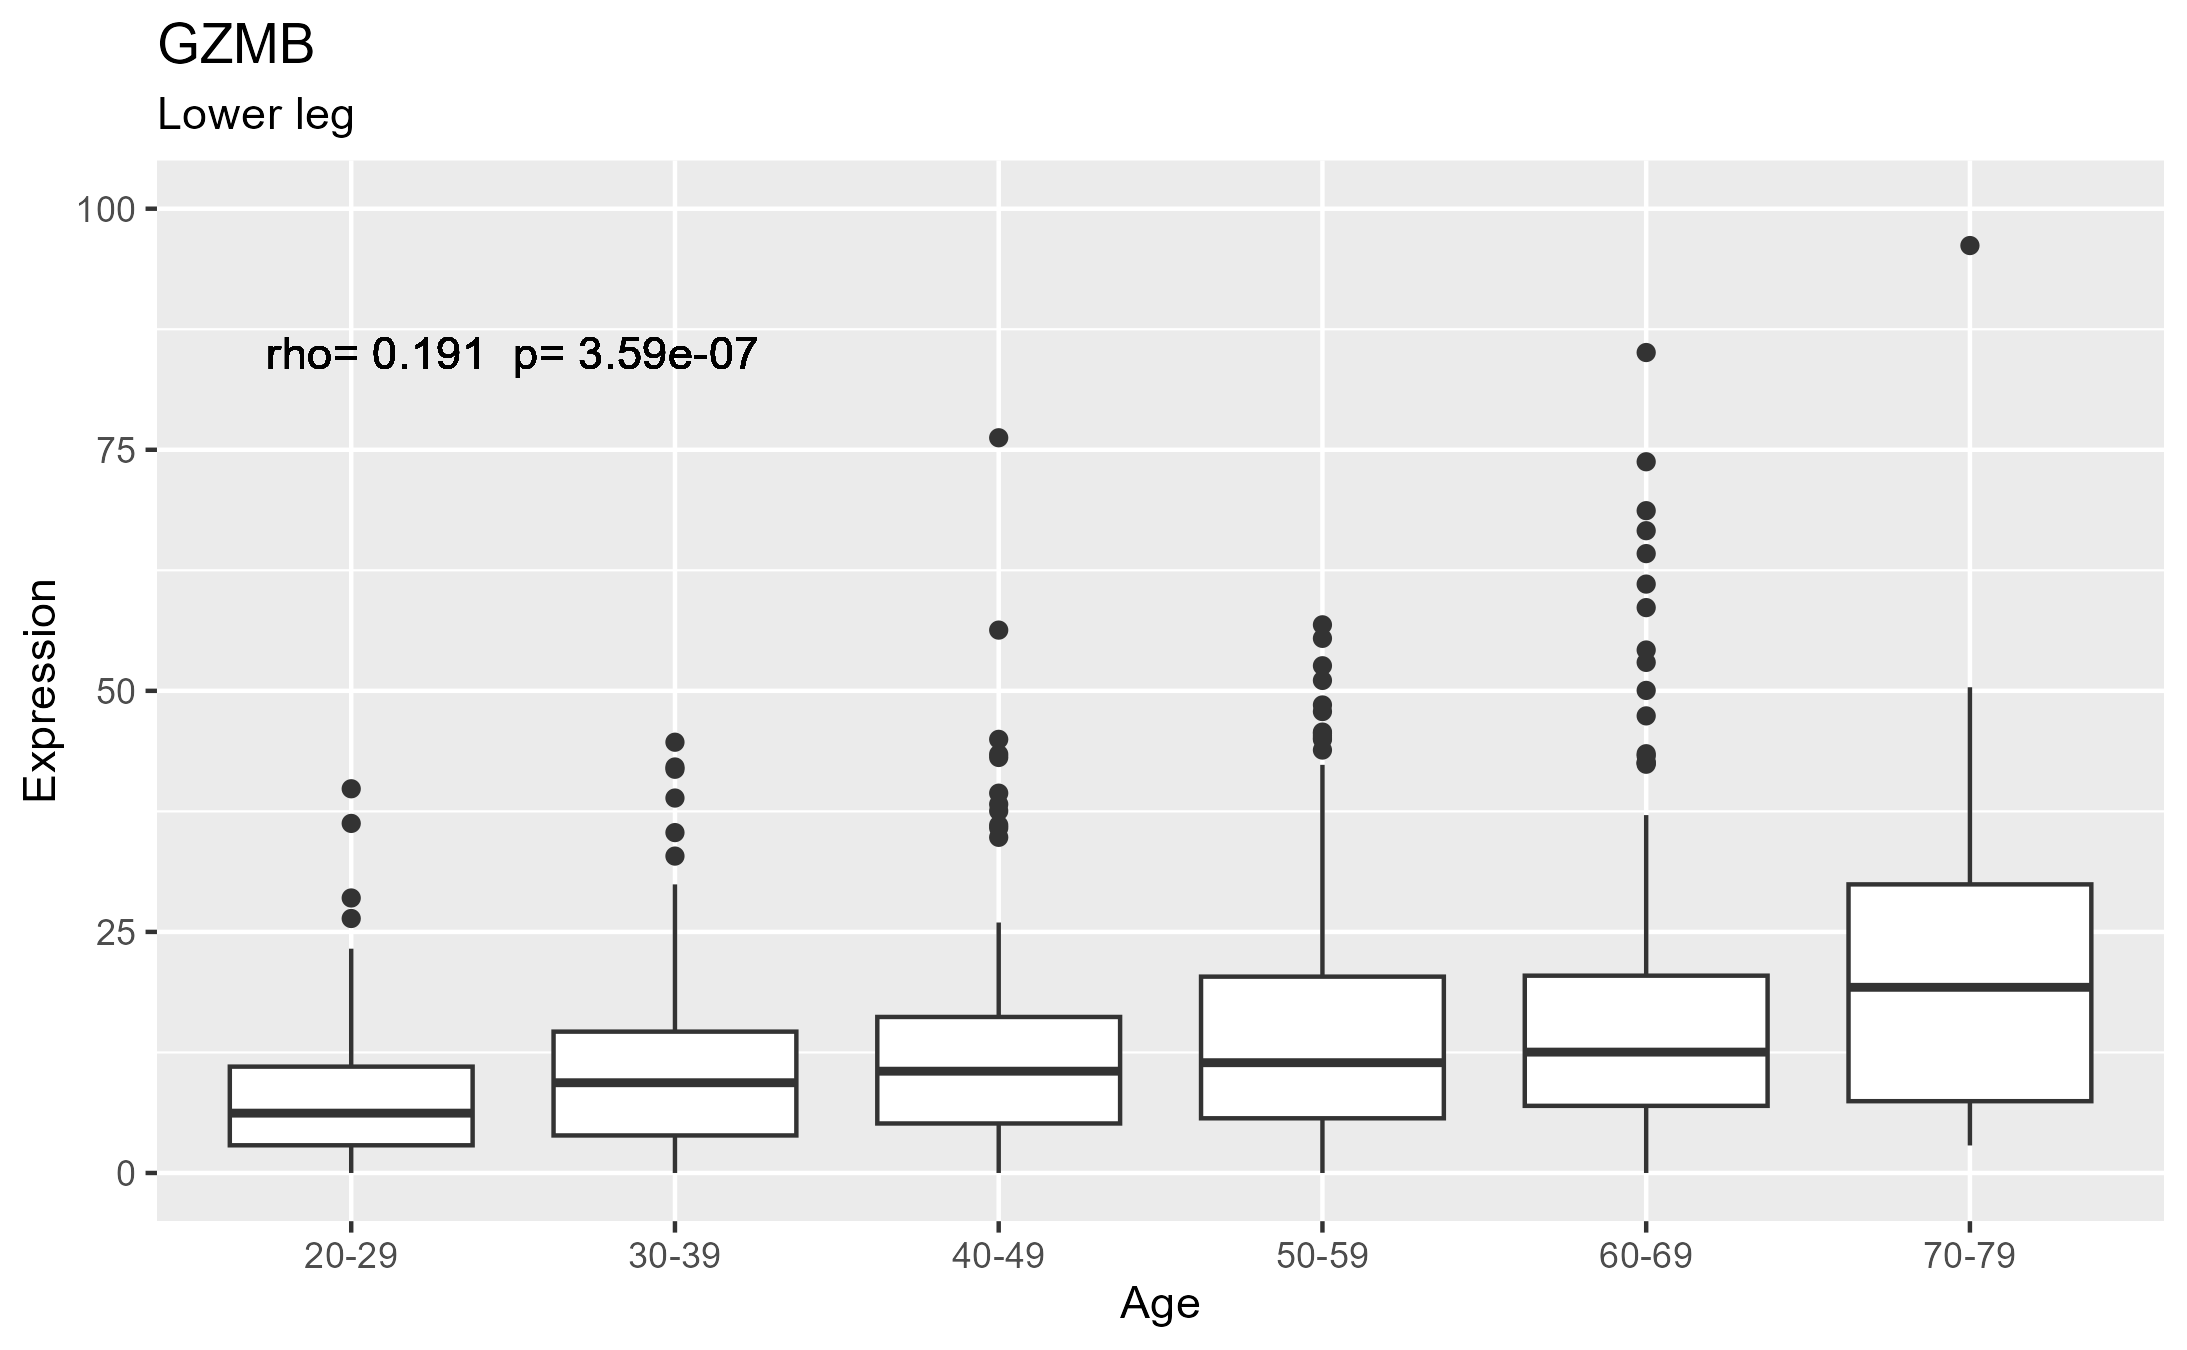 GZMB
Lower leg
100
rho= 0.191  p= 3.59e-07
75
50
25
0
Expression
20-29 30-39 40-49 50-59 60-69 70-79
Age